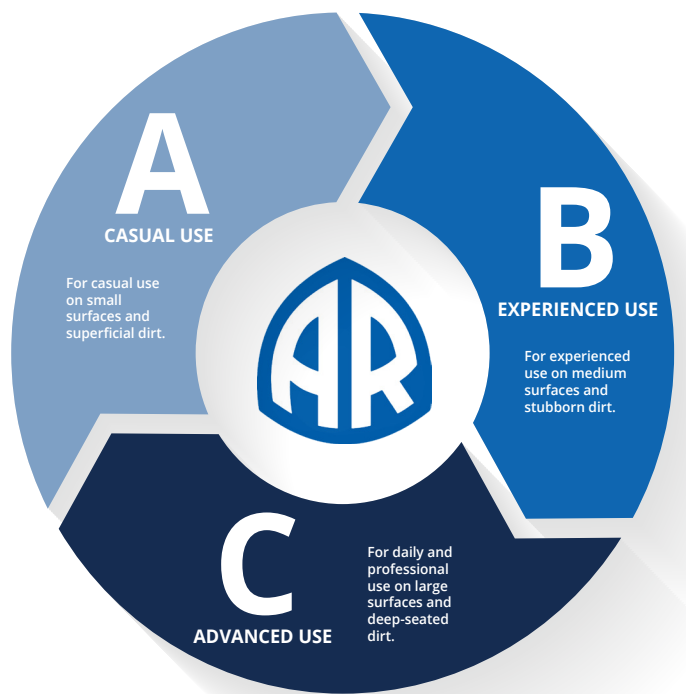 A
CASUAL USE
For casual use
on small
surfaces and
superficial dirt.
B
EXPERIENCED USE
For experienced
use on medium
surfaces and
stubborn dirt.
AR
C
ADVANCED USE
For daily and
professional
use on large
surfaces and
deep-seated
dirt.